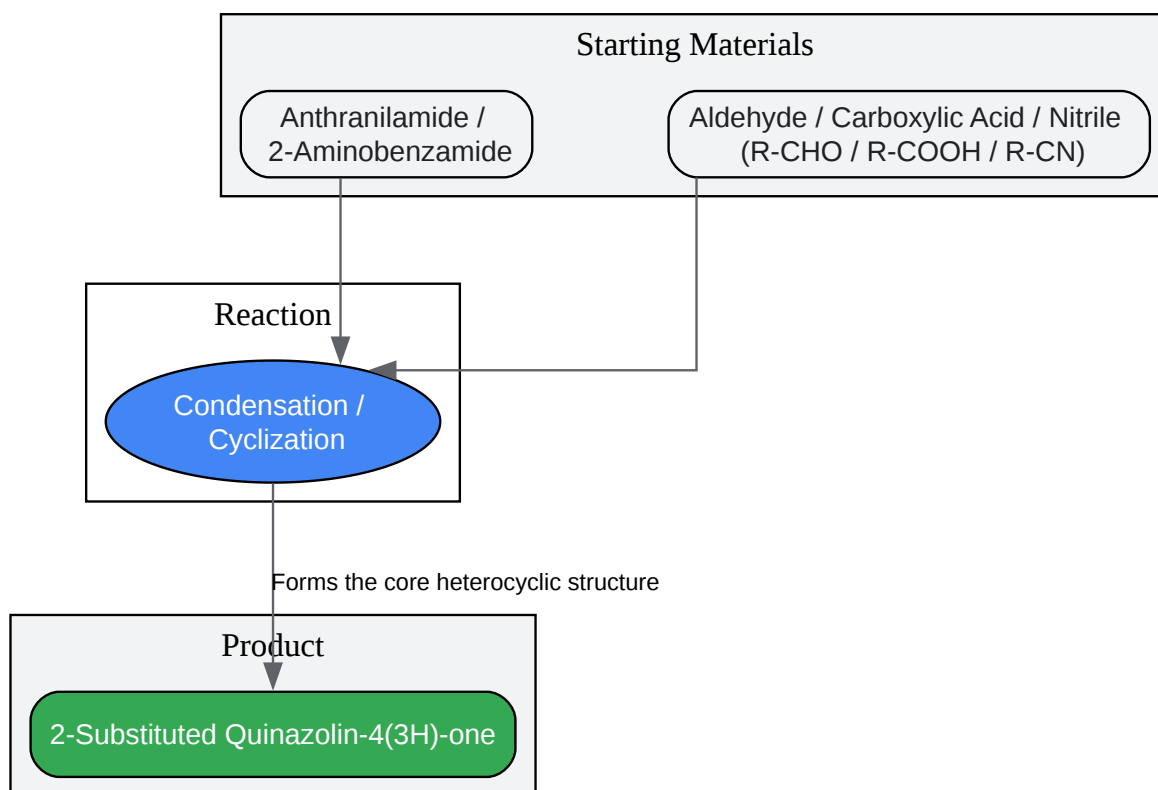 Starting Materials
Anthranilamide /
2-Aminobenzamide
Aldehyde / Carboxylic Acid / Nitrile
(R-CHO / R-COOH / R-CN)
Reaction
Condensation /
Cyclization
Forms the core heterocyclic structure
Product
2-Substituted Quinazolin-4(3H)-one